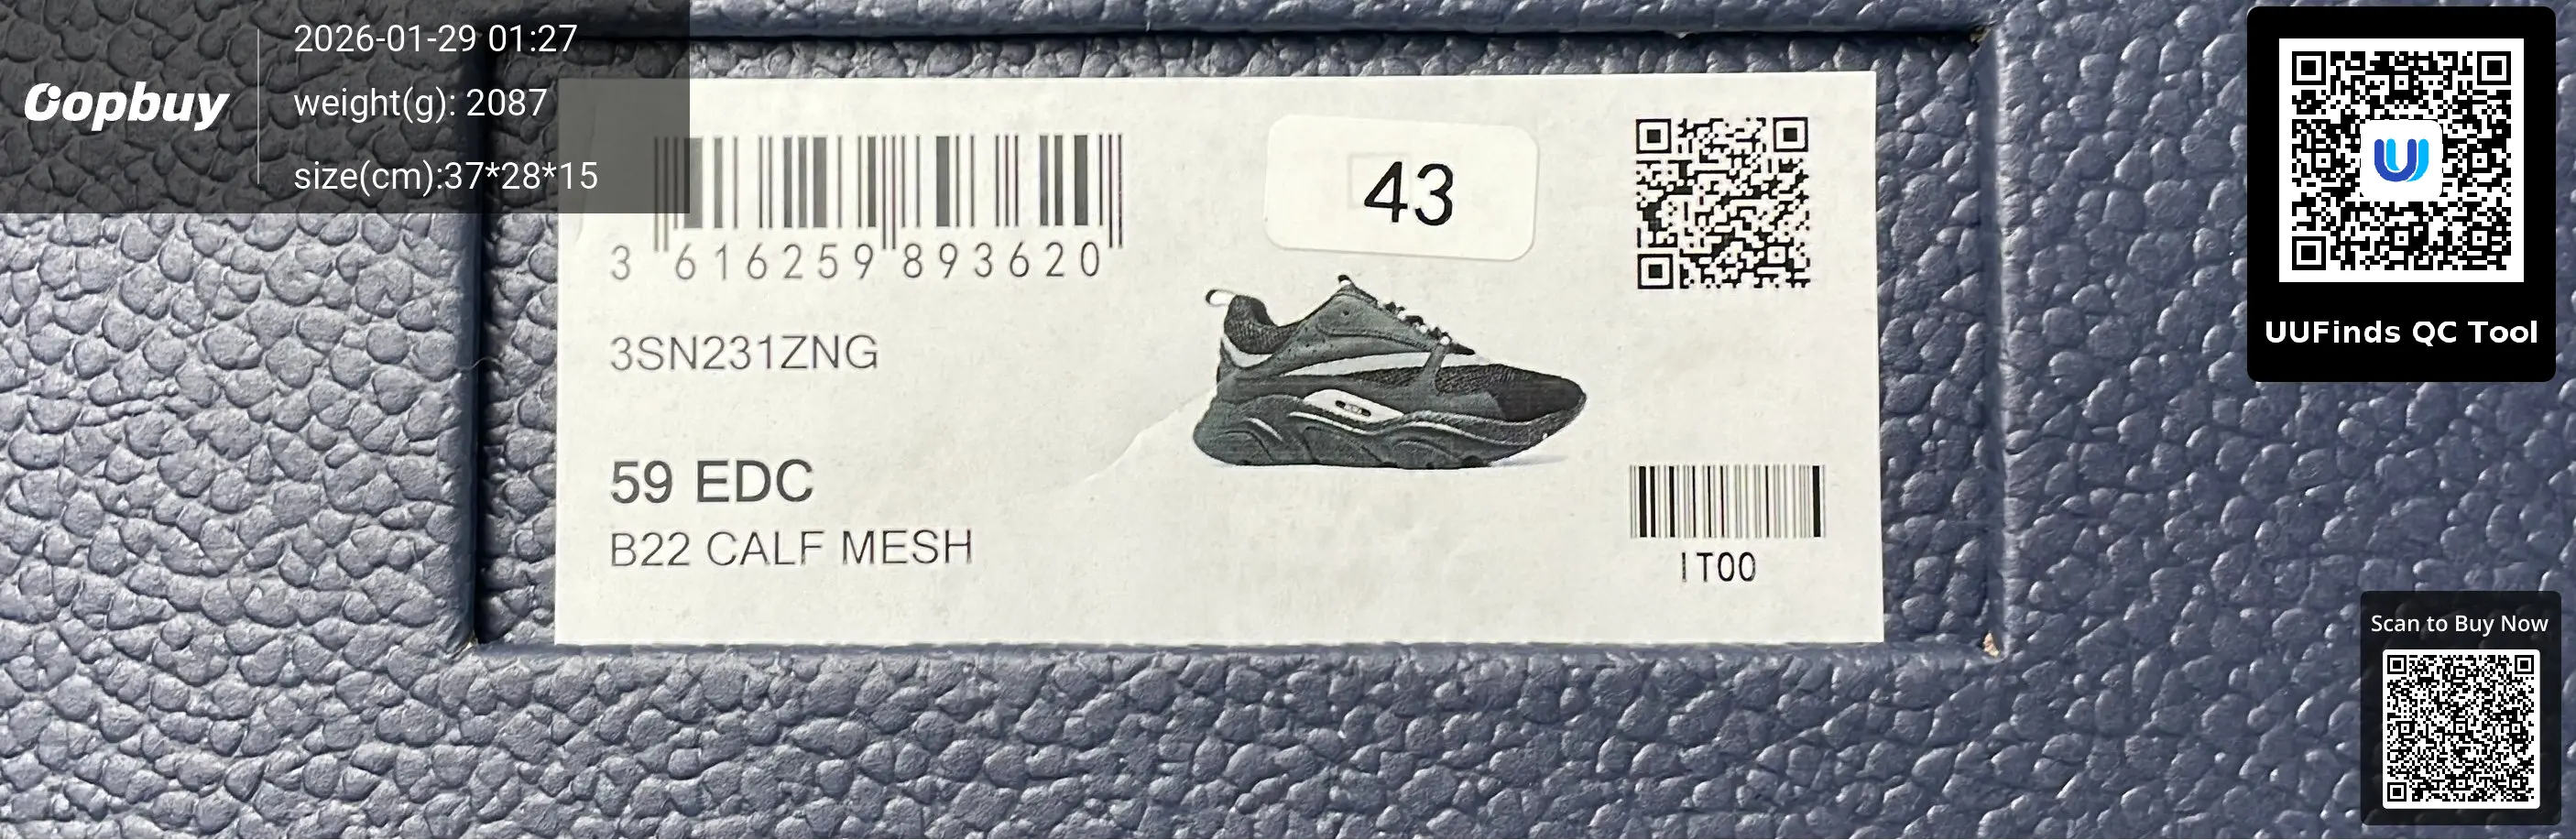 Gopbuy
2026-01-29 01:27
weight(g): 2087
size(cm):37*28*15
3 616259 893620
43
3SN231ZNG
59 EDC
B22 CALF MESH
IT00
UUFinds QC Tool
Scan to Buy Now